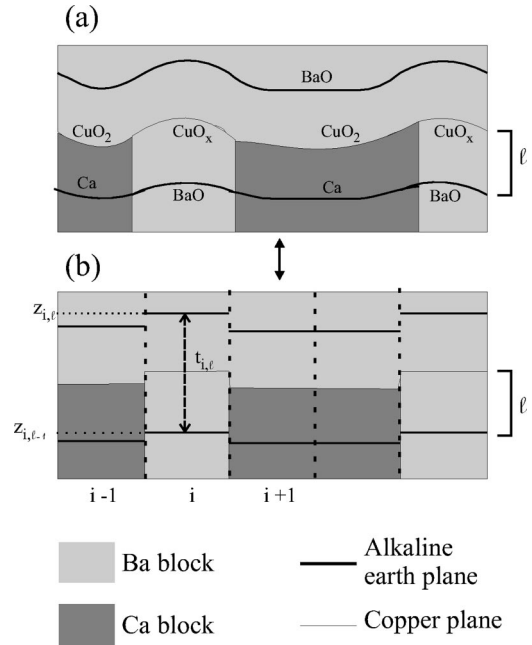 (a)
BaO
CuO2 CuOx CuO2 CuOx
ℓ
Ca BaO Ca BaO
(b)
zi,ℓ
ti,ℓ
ℓ
zi,ℓ-1
i -1 i i +1
Ba block Alkaline
earth plane
Ca block Copper plane